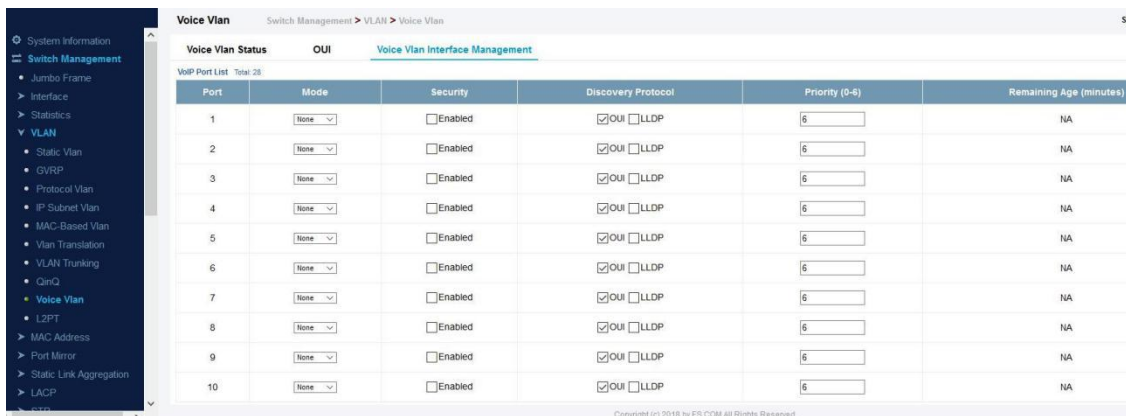 Voice Vlan Switch Management > VLAN > Voice Vlan S
System Information
Switch Management
Jumbo Frame
Interface
Statistics
VLAN
Static Vlan
GVRP
Protocol Vlan
IP Subnet Vlan
MAC-Based Vlan
Vlan Translation
VLAN Trunking
QinQ
Voice Vlan
L2PT
MAC Address
Port Mirror
Static Link Aggregation
LACP
STP
Voice Vlan Status OUI Voice Vlan Interface Management
VoIP Port List Total: 28
Port Mode Security Discovery Protocol Priority (0-6) Remaining Age (minutes)
1 None Enabled OUI LLDP 6 NA
2 None Enabled OUI LLDP 6 NA
3 None Enabled OUI LLDP 6 NA
4 None Enabled OUI LLDP 6 NA
5 None Enabled OUI LLDP 6 NA
6 None Enabled OUI LLDP 6 NA
7 None Enabled OUI LLDP 6 NA
8 None Enabled OUI LLDP 6 NA
9 None Enabled OUI LLDP 6 NA
10 None Enabled OUI LLDP 6 NA
Copyright (c) 2018 by FS.COM All Rights Reserved